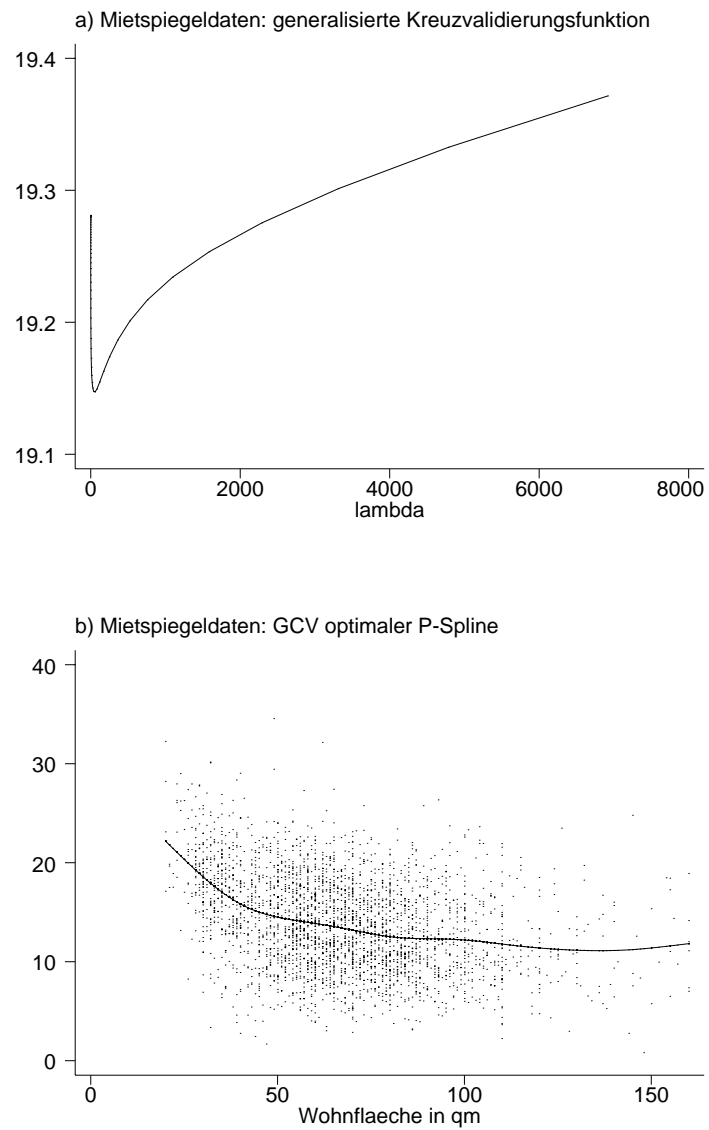 a) Mietspiegeldaten: generalisierte Kreuzvalidierungsfunktion
19.4
19.3
19.2
19.1
0 2000 4000 6000 8000
lambda
b) Mietspiegeldaten: GCV optimaler P-Spline
40
30
20
10
0
0 50 100 150
Wohnflaeche in qm